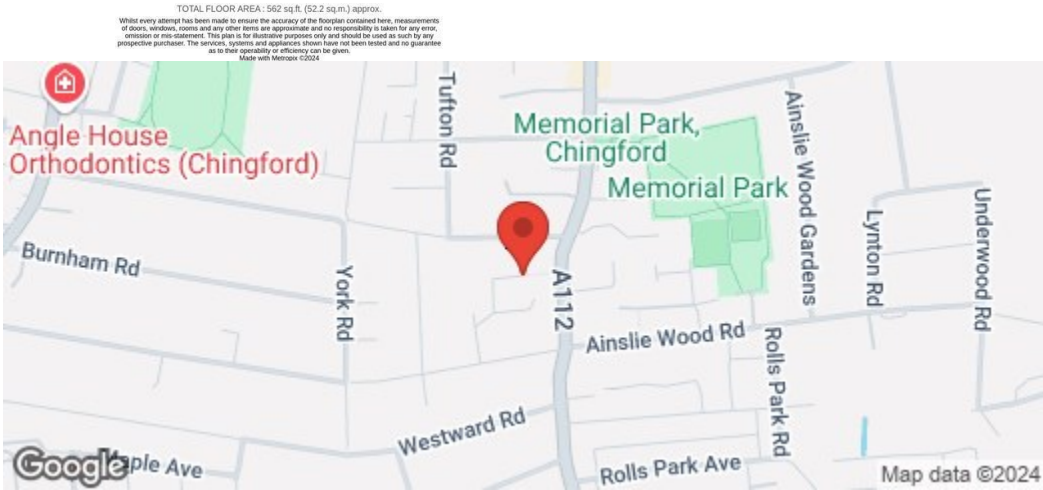 TOTAL FLOOR AREA : 562 sq.ft. (52.2 sq.m.) approx.
Whilst every attempt has been made to ensure the accuracy of the floorplan contained here, measurements
of doors, windows, rooms and any other items are approximate and no responsibility is taken for any error,
omission or mis-statement. This plan is for illustrative purposes only and should be used as such by any
prospective purchaser. The services, systems and appliances shown have not been tested and no guarantee
as to their operability or efficiency can be given.
Made with Metropix ©2024
Angle House
Orthodontics (Chingford)
Tufton Rd
Memorial Park,
Chingford
Memorial Park
Ainslie Wood Gardens
Lynton Rd
Underwood Rd
Burnham Rd
York Rd
A112
Ainslie Wood Rd
Rolls Park Rd
Westward Rd
Rolls Park Ave
Google
aple Ave
Map data ©2024